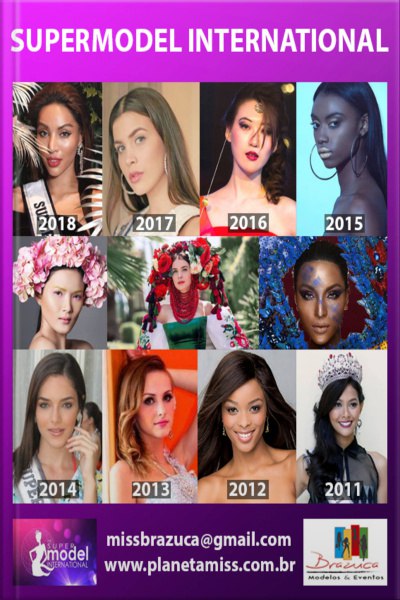 SUPERMODEL INTERNATIONAL
2018
2017
2016
2015
2014
2013
2012
2011
SUPER
model
INTERNATIONAL
missbrazuca@gmail.com
www.planetamiss.com.br
Brazuca
Modelos & Eventos